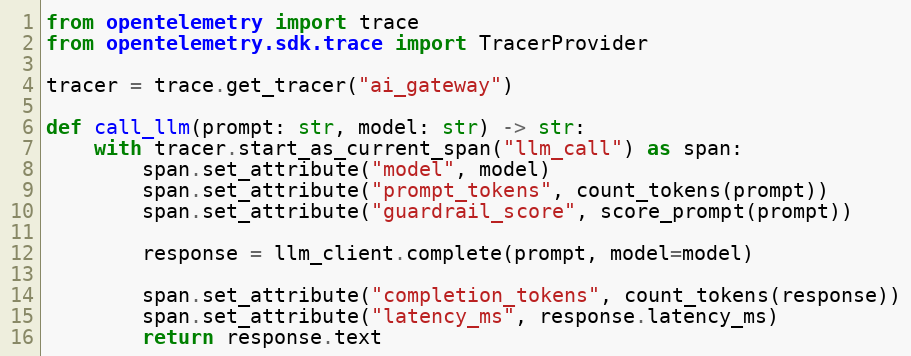 1 from opentelemetry import trace
2 from opentelemetry.sdk.trace import TracerProvider
3
4 tracer = trace.get_tracer("ai_gateway")
5
6 def call_llm(prompt: str, model: str) -> str:
7     with tracer.start_as_current_span("llm_call") as span:
8         span.set_attribute("model", model)
9         span.set_attribute("prompt_tokens", count_tokens(prompt))
10         span.set_attribute("guardrail_score", score_prompt(prompt))
11
12         response = llm_client.complete(prompt, model=model)
13
14         span.set_attribute("completion_tokens", count_tokens(response))
15         span.set_attribute("latency_ms", response.latency_ms)
16         return response.text